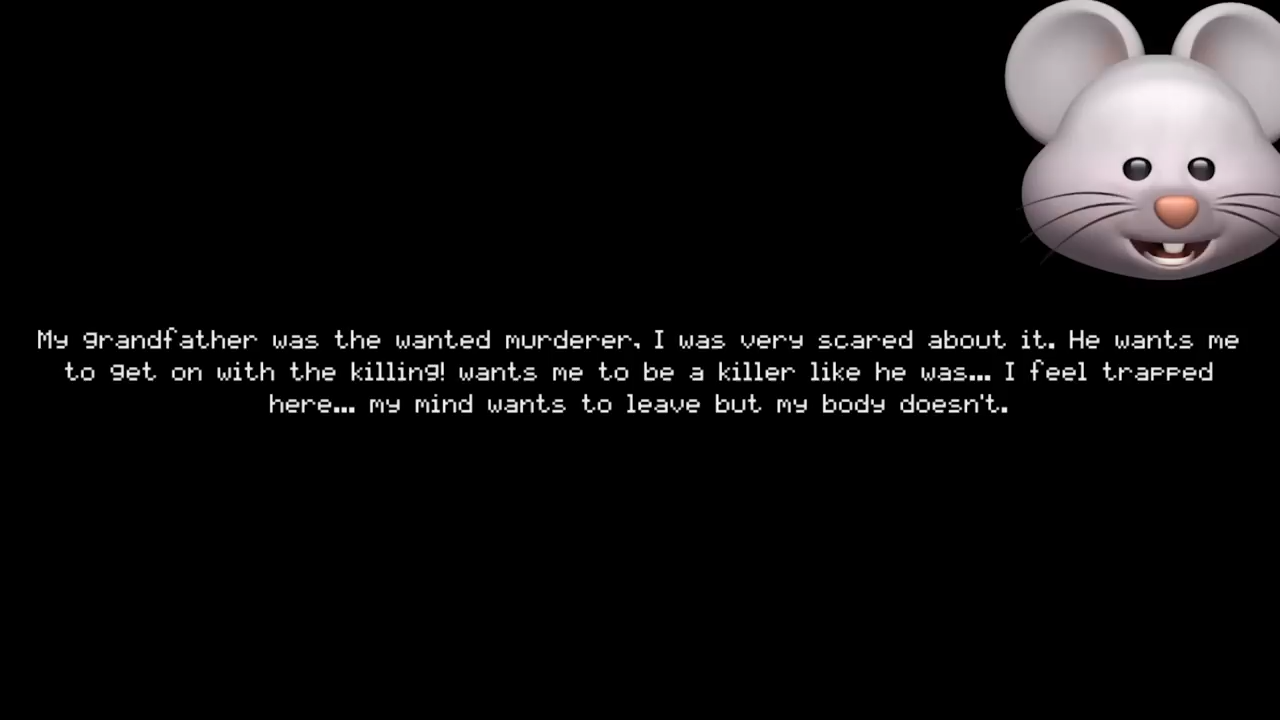 My grandfather was the wanted murderer, I was very scared about it. He wants me
to get on with the killing! wants me to be a killer like he was... I feel trapped
here... my mind wants to leave but my body doesn't.